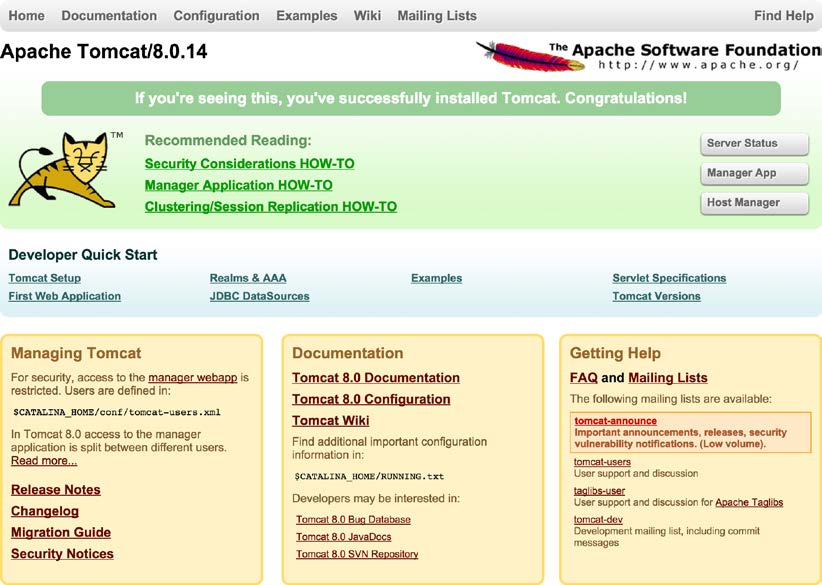 Home Documentation Configuration Examples Wiki Mailing Lists Find Help
Apache Tomcat/8.0.14
The Apache Software Foundation
http://www.apache.org/
If you're seeing this, you've successfully installed Tomcat. Congratulations!
TM
Recommended Reading:
Security Considerations HOW-TO
Manager Application HOW-TO
Clustering/Session Replication HOW-TO
Server Status
Manager App
Host Manager
Developer Quick Start
Tomcat Setup Realms & AAA Examples Servlet Specifications
First Web Application JDBC DataSources Tomcat Versions
Managing Tomcat
For security, access to the manager webapp is
restricted. Users are defined in:
$CATALINA_HOME/conf/tomcat-users.xml
In Tomcat 8.0 access to the manager
application is split between different users.
Read more...
Release Notes
Changelog
Migration Guide
Security Notices
Documentation
Tomcat 8.0 Documentation
Tomcat 8.0 Configuration
Tomcat Wiki
Find additional important configuration
information in:
$CATALINA_HOME/RUNNING.txt
Developers may be interested in:
Tomcat 8.0 Bug Database
Tomcat 8.0 JavaDocs
Tomcat 8.0 SVN Repository
Getting Help
FAQ and Mailing Lists
The following mailing lists are available:
tomcat-announce
Important announcements, releases, security
vulnerability notifications. (Low volume).
tomcat-users
User support and discussion
taglibs-user
User support and discussion for Apache Taglibs
tomcat-dev
Development mailing list, including commit
messages